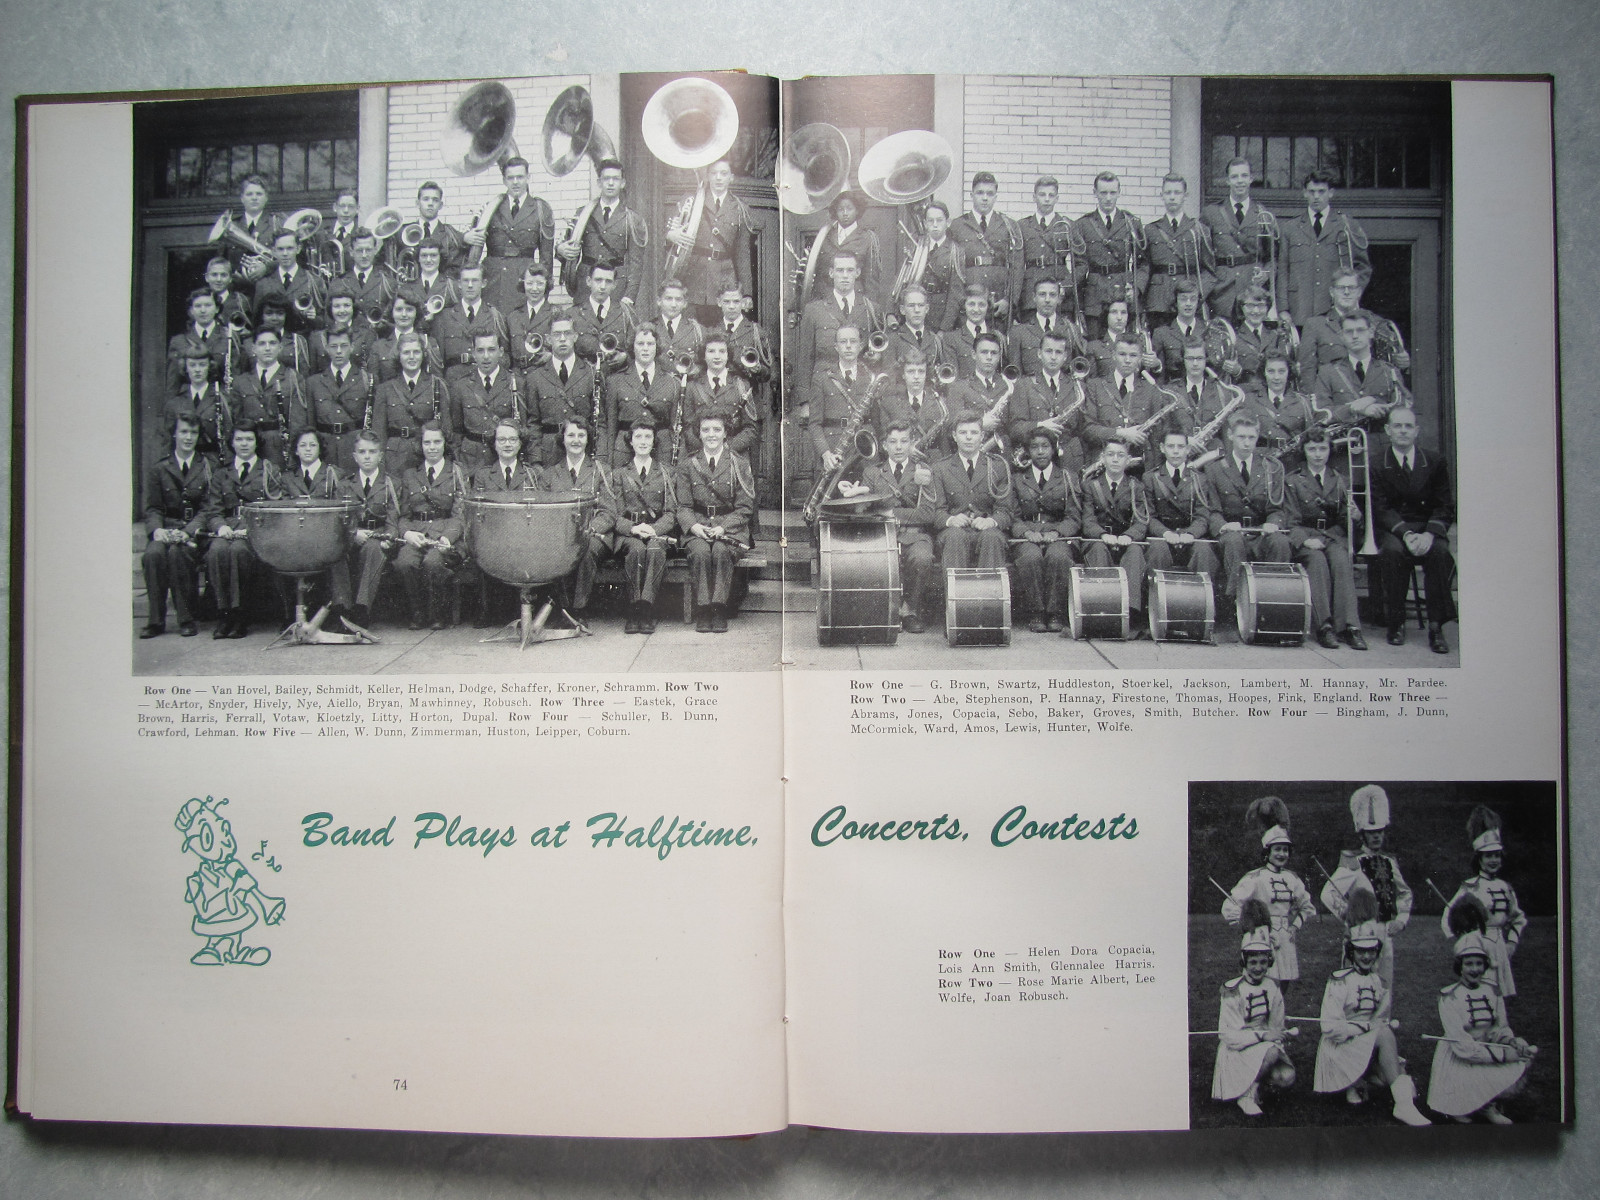 Row One — Van Hovel, Bailey, Schmidt, Keller, Helman, Dodge, Schaffer, Kroner, Schramm. Row Two
— McArtor, Snyder, Hively, Nye, Aiello, Bryan, Mawhinney, Robusch. Row Three — Eastek, Grace
Brown, Harris, Ferrall, Votaw, Kloetzly, Litty, Horton, Dupal. Row Four — Schuller, B. Dunn,
Crawford, Lehman. Row Five — Allen, W. Dunn, Zimmerman, Huston, Leipper, Coburn.
Row One — G. Brown, Swartz, Huddleston, Stoerkel, Jackson, Lambert, M. Hannay, Mr. Pardee.
Row Two — Abe, Stephenson, P. Hannay, Firestone, Thomas, Hoopes, Fink, England. Row Three —
Abrams, Jones, Copacia, Sebo, Baker, Groves, Smith, Butcher. Row Four — Bingham, J. Dunn,
McCormick, Ward, Amos, Lewis, Hunter, Wolfe.
Band Plays at Halftime, Concerts, Contests
Row One — Helen Dora Copacia,
Lois Ann Smith, Glennalee Harris.
Row Two — Rose Marie Albert, Lee
Wolfe, Joan Robusch.
74